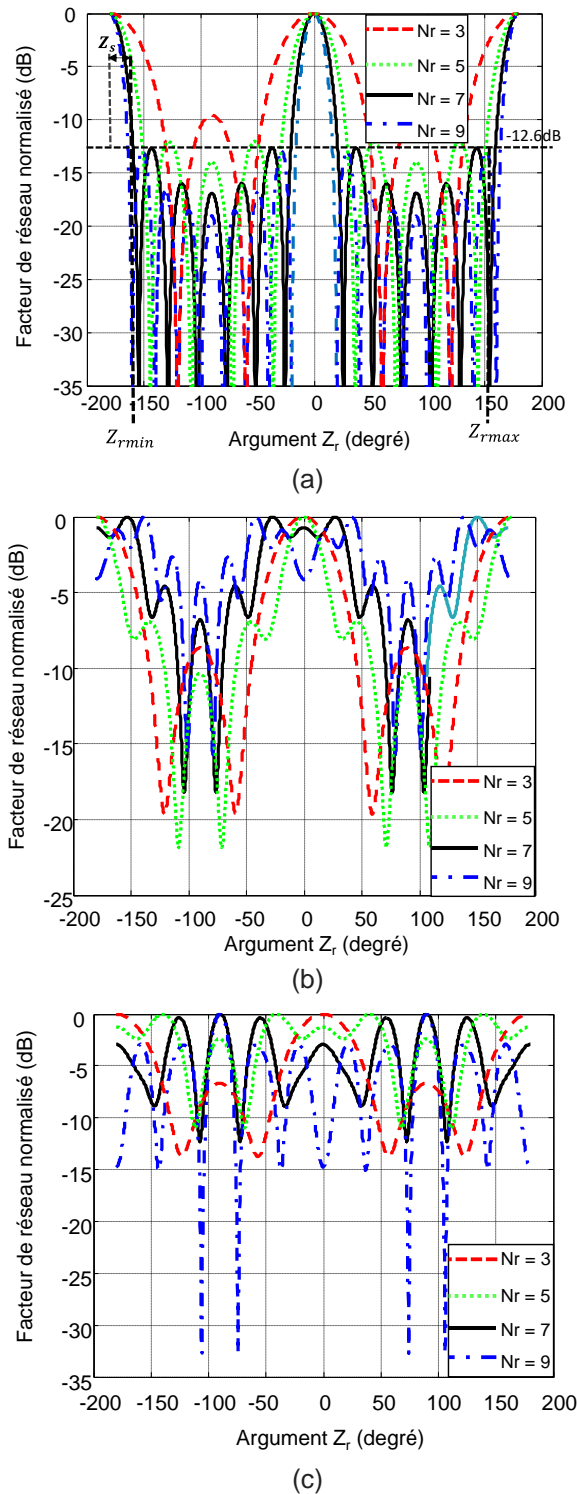 Facteur de réseau normalisé (dB)
0
-5
-10
-15
-20
-25
-30
-35
Z_s
Nr = 3
Nr = 5
Nr = 7
Nr = 9
-12.6dB
-200 -150 -100 -50 0 50 100 150 200
Z_rmin
Argument Z_r (degré)
Z_rmax
(a)
Facteur de réseau normalisé (dB)
0
-5
-10
-15
-20
-25
Nr = 3
Nr = 5
Nr = 7
Nr = 9
-200 -150 -100 -50 0 50 100 150 200
Argument Z_r (degré)
(b)
Facteur de réseau normalisé (dB)
0
-5
-10
-15
-20
-25
-30
-35
Nr = 3
Nr = 5
Nr = 7
Nr = 9
-200 -150 -100 -50 0 50 100 150 200
Argument Z_r (degré)
(c)